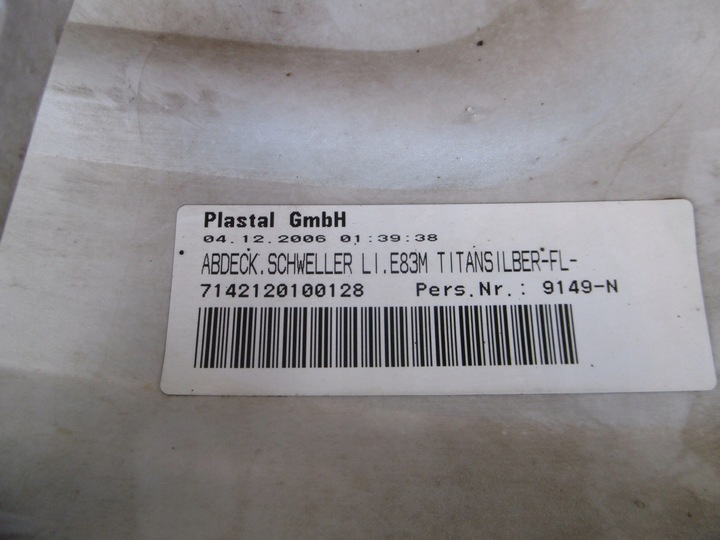 Plastal GmbH
04.12.2006 01:39:38
ABDECK.SCHWELLER LI.E83M TITANSILBER-FL-
7142120100128 Pers.Nr.: 9149-N